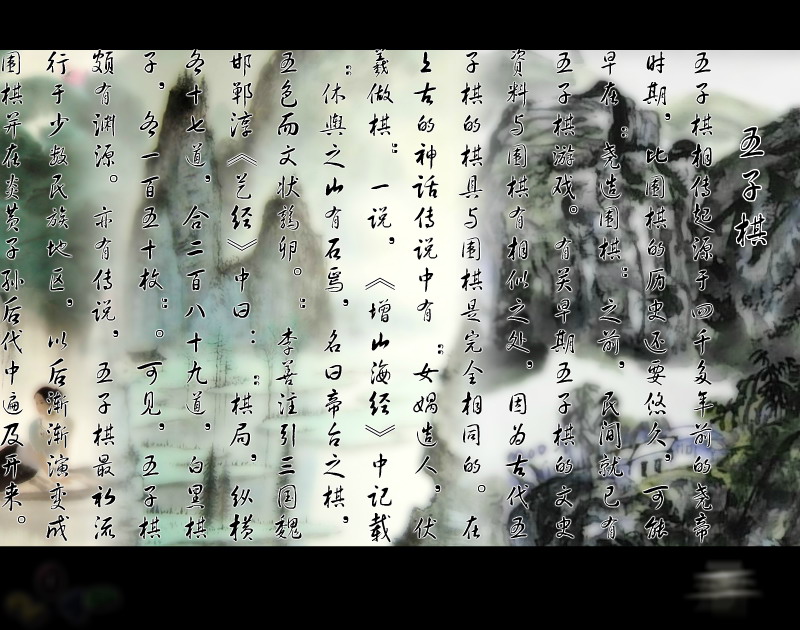 五子棋
五子棋相传起源于四千多年前的尧帝
时期，比围棋的历史还要悠久，可能
早在“尧造围棋”之前，民间就已有
五子棋游戏。有关早期五子棋的文史
资料与围棋有相似之处，因为古代五
子棋的棋具与围棋是完全相同的。在
上古的神话传说中有“女娲造人，伏
羲做棋”一说，《增山海经》中记载
“休舆之山有石焉，名曰帝台之棋，
五色而文状鹑卵。”李善注引三国魏
邯郸淳《艺经》中曰：“棋局，纵横
各十七道，合二百八十九道，白黑棋
子，各一百五十枚”。可见，五子棋
颇有渊源。亦有传说，五子棋最初流
行于少数民族地区，以后渐渐演变成
围棋并在炎黄子孙后代中遍及开来。